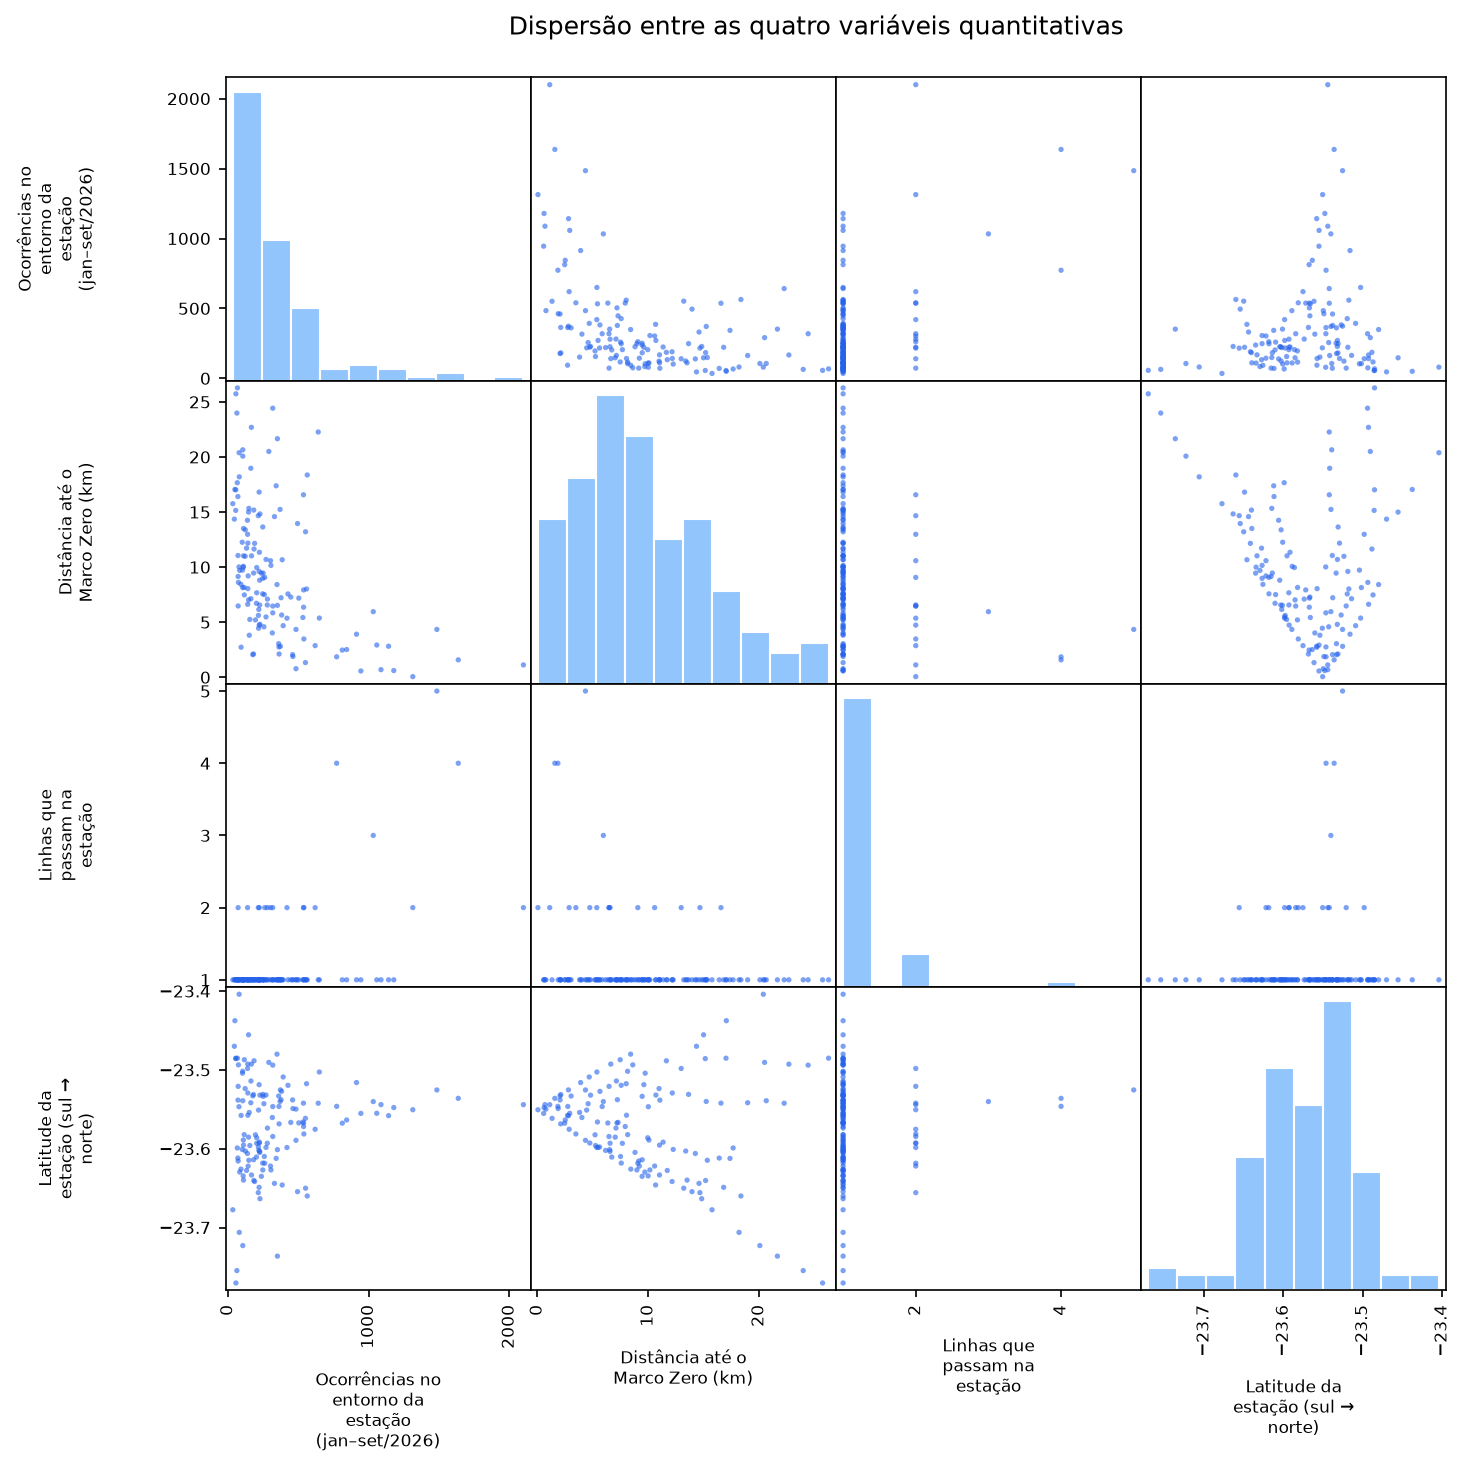 Dispersão entre as quatro variáveis quantitativas
Ocorrências no
entorno da
estação
(jan–set/2026)
2000
1500
1000
500
0
Distância até o
Marco Zero (km)
25
20
15
10
5
0
Linhas que
passam na
estação
5
4
3
2
1
Latitude da
estação (sul →
norte)
−23.4
−23.5
−23.6
−23.7
0
1000
2000
0
10
20
2
4
−23.7
−23.6
−23.5
−23.4
Ocorrências no
entorno da
estação
(jan–set/2026)
Distância até o
Marco Zero (km)
Linhas que
passam na
estação
Latitude da
estação (sul →
norte)